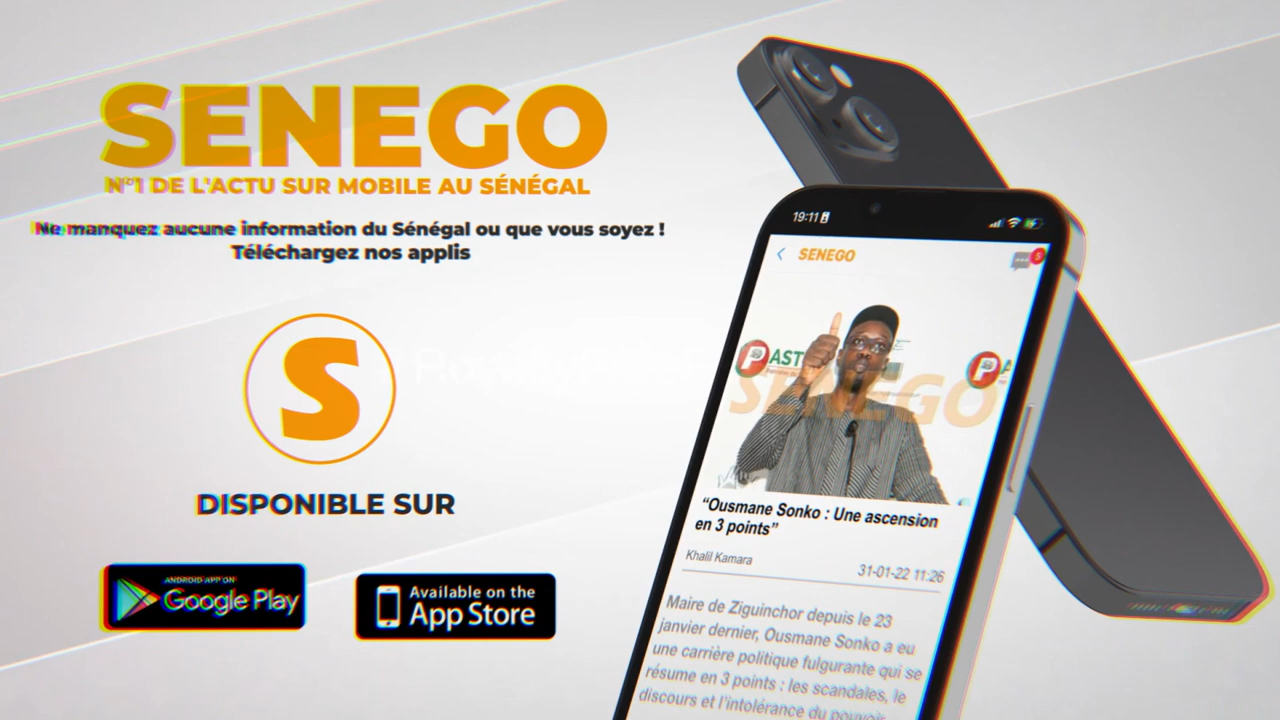 SENEGO
N°1 DE L'ACTU SUR MOBILE AU SÉNÉGAL
Ne manquez aucune information du Sénégal ou que vous soyez !
Téléchargez nos applis
S
DISPONIBLE SUR
ANDROID APP ON
Google Play
Available on the
App Store
19:11
SENEGO
5
PAST
P
SENEGO
“Ousmane Sonko : Une ascension
en 3 points”
Khalil Kamara
31-01-22 11:26
Maire de Ziguinchor depuis le 23
janvier dernier, Ousmane Sonko a eu
une carrière politique fulgurante qui se
résume en 3 points : les scandales, le
discours et l'intolérance du pouvoir